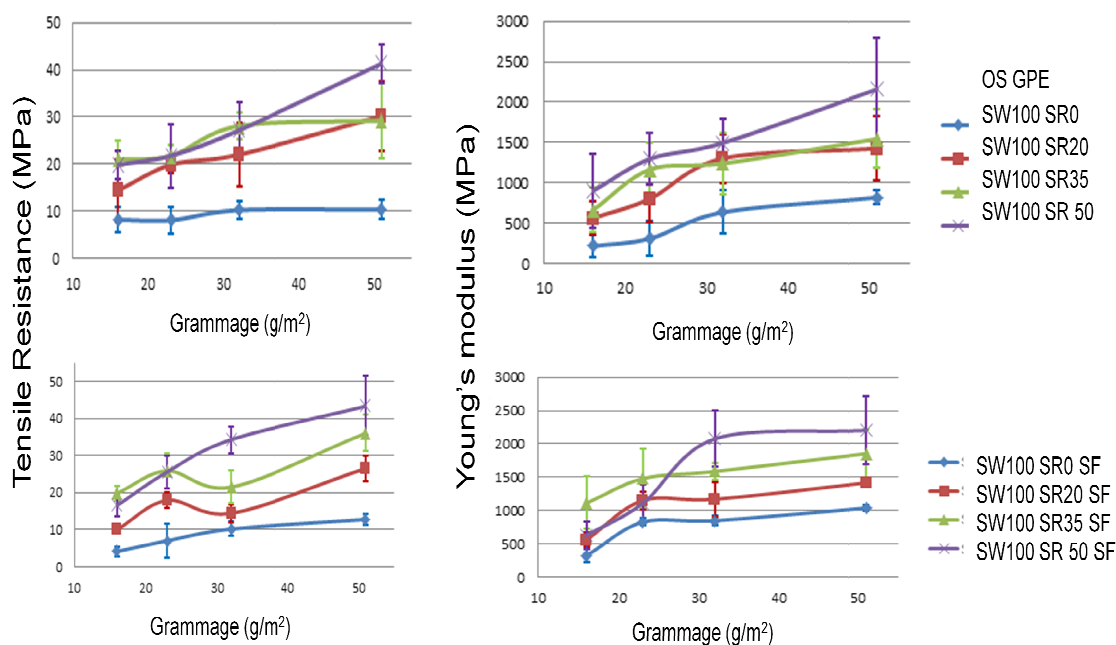 Tensile Resistance (MPa)
50
40
30
20
10
0
10 20 30 40 50
Grammage (g/m²)
Young's modulus (MPa)
3000
2500
2000
1500
1000
500
0
10 20 30 40 50
Grammage (g/m²)
OS GPE
SW100 SR0
SW100 SR20
SW100 SR35
SW100 SR 50
50
40
30
20
10
0
10 20 30 40 50
Grammage (g/m²)
3000
2500
2000
1500
1000
500
0
10 20 30 40 50
Grammage (g/m²)
SW100 SR0 SF
SW100 SR20 SF
SW100 SR35 SF
SW100 SR 50 SF